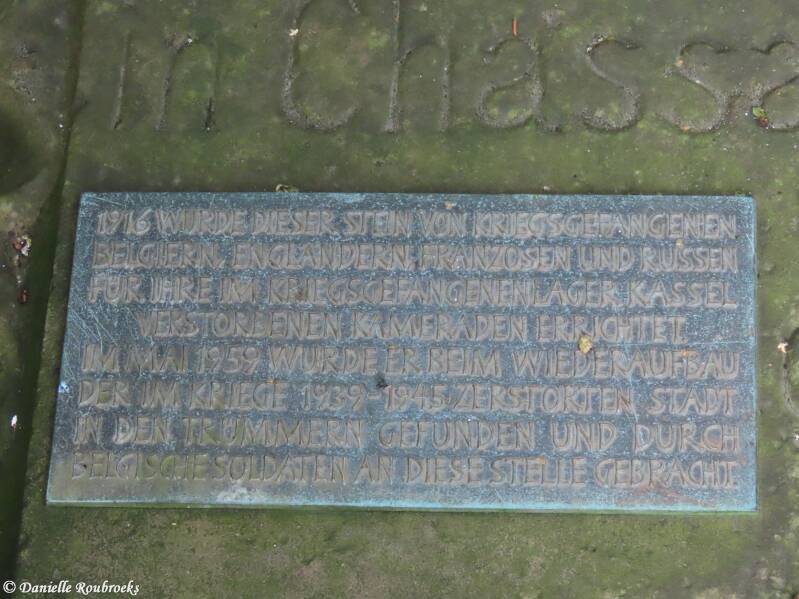 in Chass
1916 WURDE DIESER STEIN VON KRIEGSGEFANGENEN
BELGIERN, ENGLÄNDERN, FRANZOSEN UND RUSSEN
FÜR IHRE IM KRIEGSGEFANGENENLAGER KASSEL
VERSTORBENEN KAMERADEN ERRICHTET.
IM MAI 1959 WURDE ER BEIM WIEDERAUFBAU
DER IM KRIEGE 1939-1945 ZERSTÖRTEN STADT
IN DEN TRÜMMERN GEFUNDEN UND DURCH
BELGISCHE SOLDATEN AN DIESE STELLE GEBRACHT.
© Danielle Roubroeks